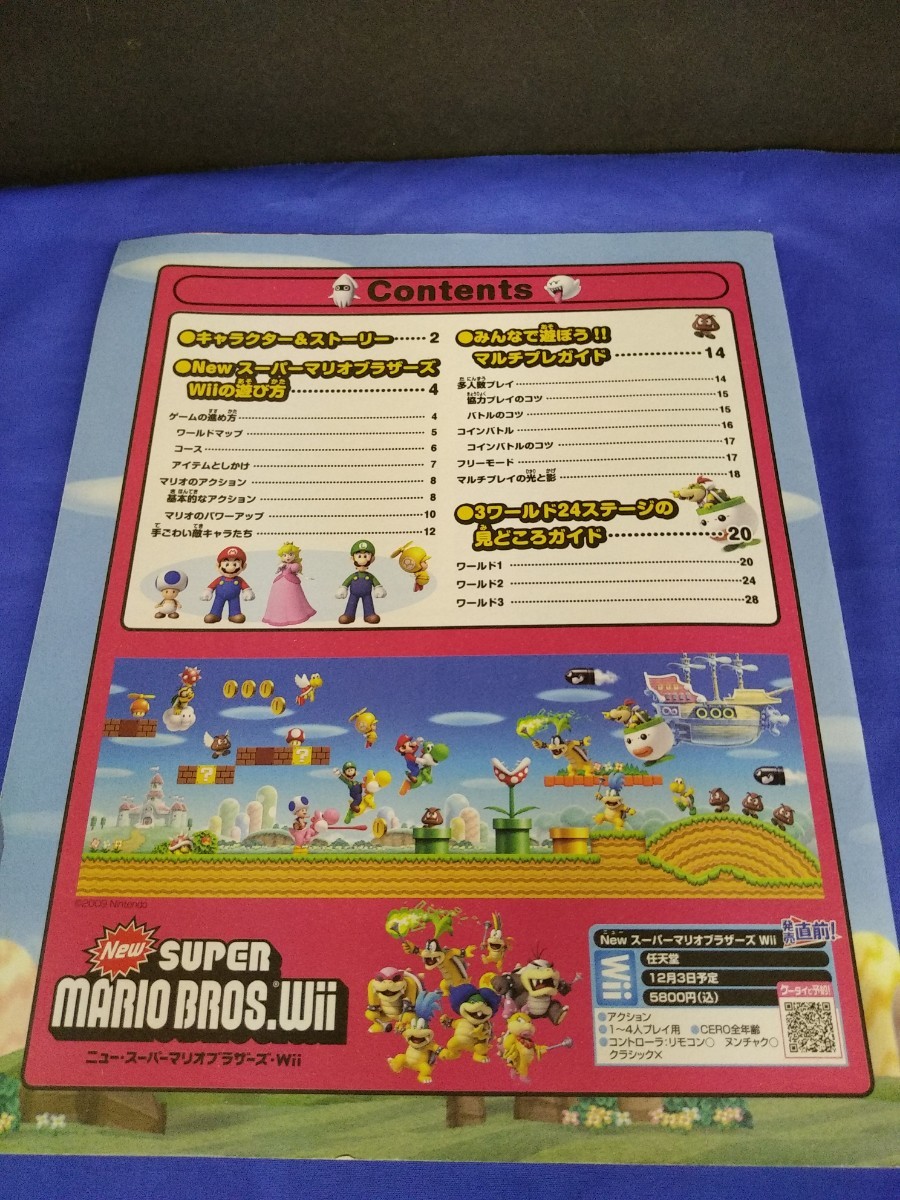 Contents
●キャラクター&ストーリー……2
●New スーパーマリオブラザーズ
Wiiの遊び方……4
ゲームの進め方……4
ワールドマップ……5
コース……6
アイテムとしかけ……7
マリオのアクション……8
基本的なアクション……8
マリオのパワーアップ……10
手ごわい敵キャラたち……12
●みんなで遊ぼう!!
マルチプレガイド……14
多人数プレイ……14
協力プレイのコツ……15
バトルのコツ……15
コインバトル……16
コインバトルのコツ……17
フリーモード……17
マルチプレイの光と影……18
●3ワールド24ステージの
見どころガイド……20
ワールド1……20
ワールド2……24
ワールド3……28
©2009 Nintendo
New SUPER
MARIO BROS.Wii
ニュー・スーパーマリオブラザーズ・Wii
New スーパーマリオブラザーズ Wii
発売直前!
Wii
任天堂
12月3日予定
5800円(込)
●アクション
●1〜4人プレイ用 ●CERO全年齢
●コントローラ:リモコン○ ヌンチャク○
クラシック×
ケータイで予約!